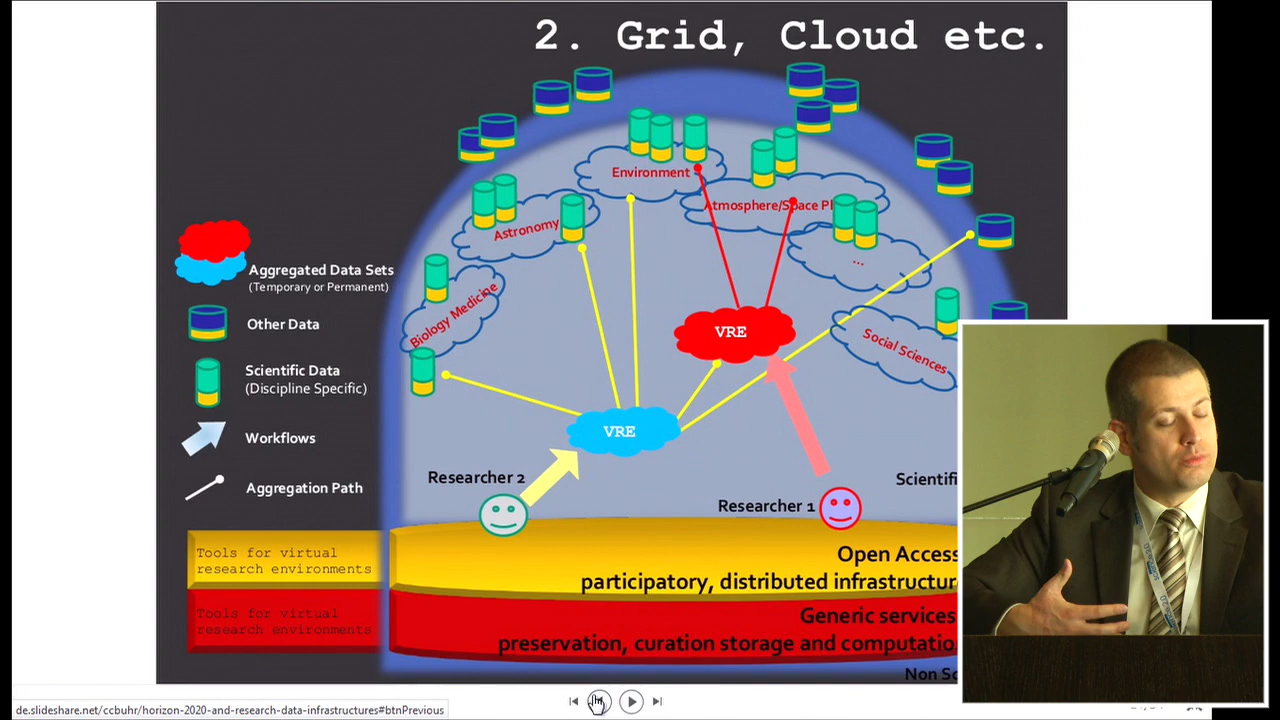 2. Grid, Cloud etc.
Environment
Atmosphere/Space
Astronomy
...
Biology Medicine
Social Sciences
Aggregated Data Sets
(Temporary or Permanent)
Other Data
Scientific Data
(Discipline Specific)
Workflows
Aggregation Path
VRE
VRE
Researcher 2
Researcher 1
Scientifi
Tools for virtual
research environments
Open Access
participatory, distributed infrastructur
Tools for virtual
research environments
Generic services
preservation, curation storage and computatio
Non Sc
de.slideshare.net/ccbuhr/horizon-2020-and-research-data-infrastructures#btnPrevious